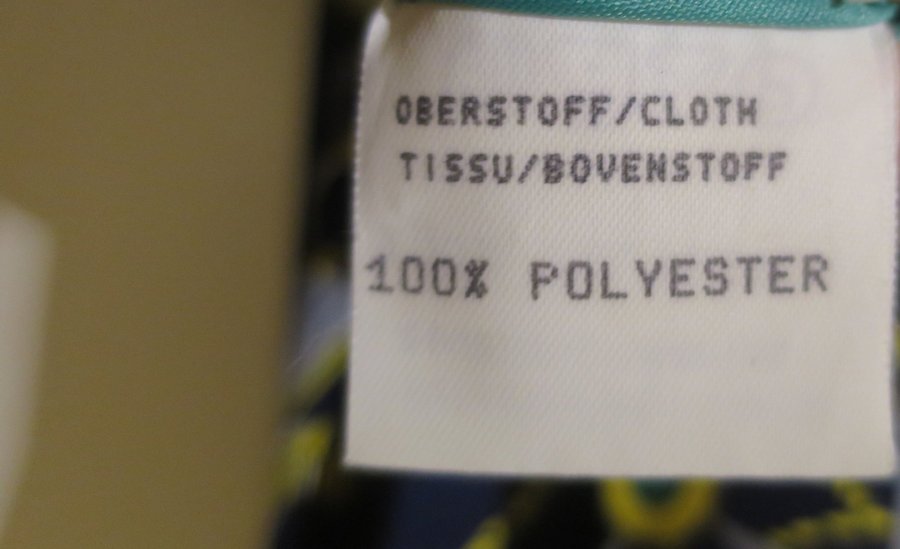 OBERSTOFF/CLOTH
TISSU/BOVENSTOFF
100% POLYESTER